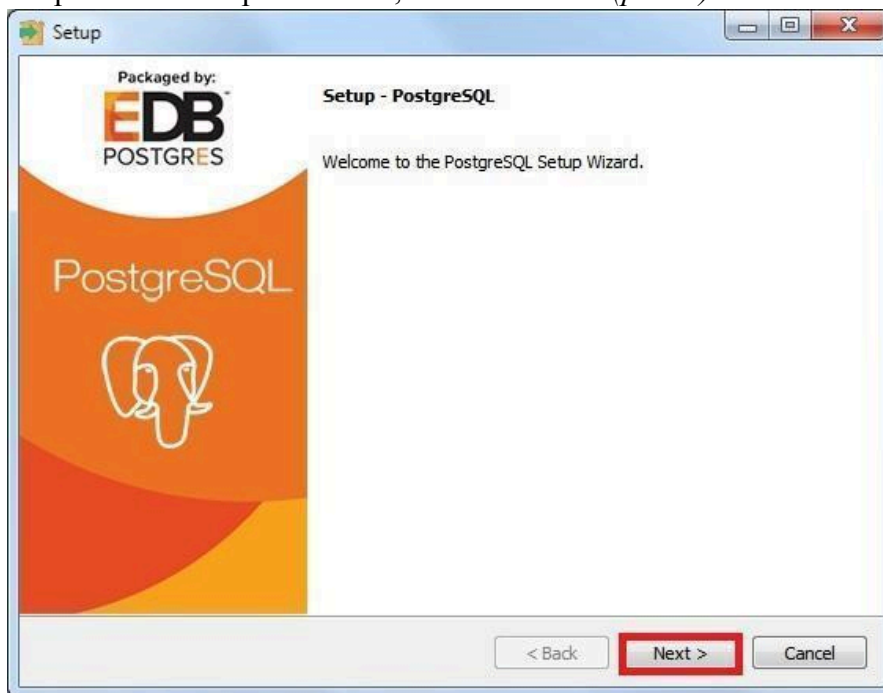 Setup
Packaged by:
EDB
POSTGRES
Setup - PostgreSQL
Welcome to the PostgreSQL Setup Wizard.
PostgreSQL
< Back
Next >
Cancel